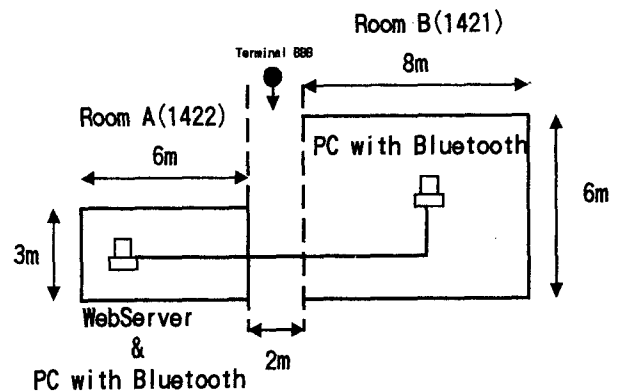 Room B(1421)
Terminal BBB
8m
Room A(1422)
PC with Bluetooth
6m
6m
3m
WebServer
&
2m
PC with Bluetooth